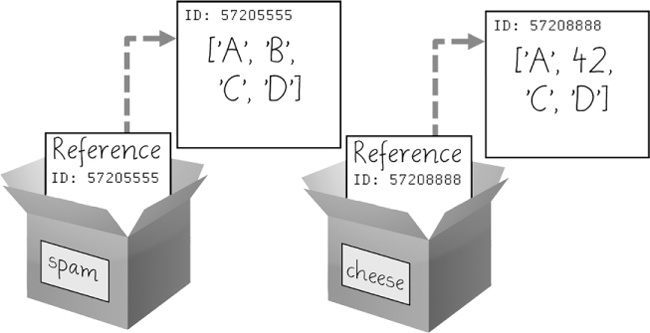 ID: 57205555
['A', 'B',
'C', 'D']
Reference
ID: 57205555
spam
ID: 57208888
['A', 42,
'C', 'D']
Reference
ID: 57208888
cheese